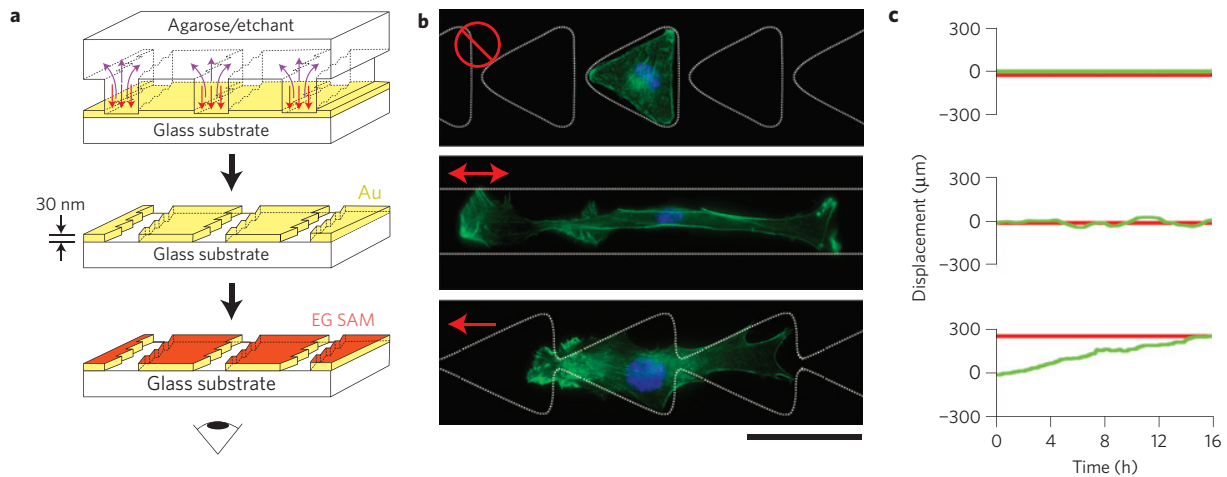 a
Agarose/etchant
Glass substrate
30 nm
Au
Glass substrate
EG SAM
Glass substrate
b
c
Displacement (μm)
300
0
−300
300
0
−300
300
0
−300
0 4 8 12 16
Time (h)